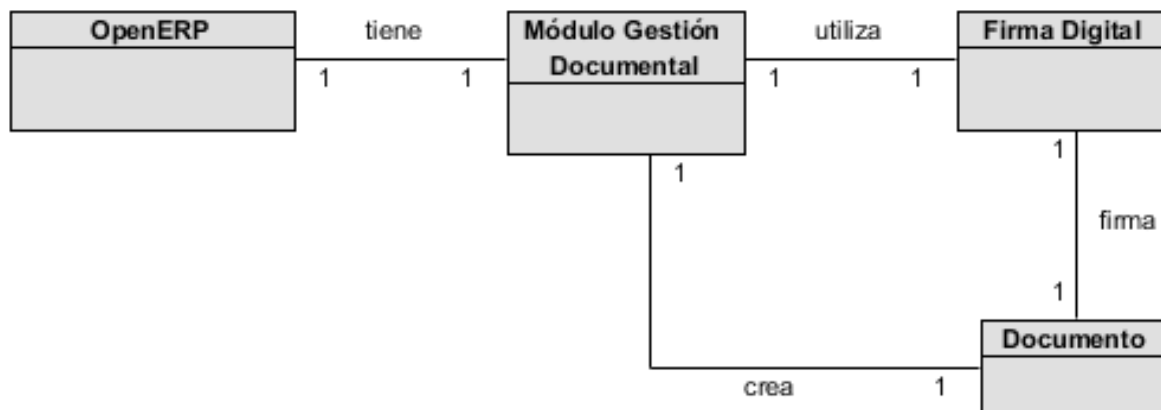 OpenERP
tiene
1
1
Módulo Gestión
Documental
utiliza
1
1
Firma Digital
1
1
firma
1
Documento
crea
1